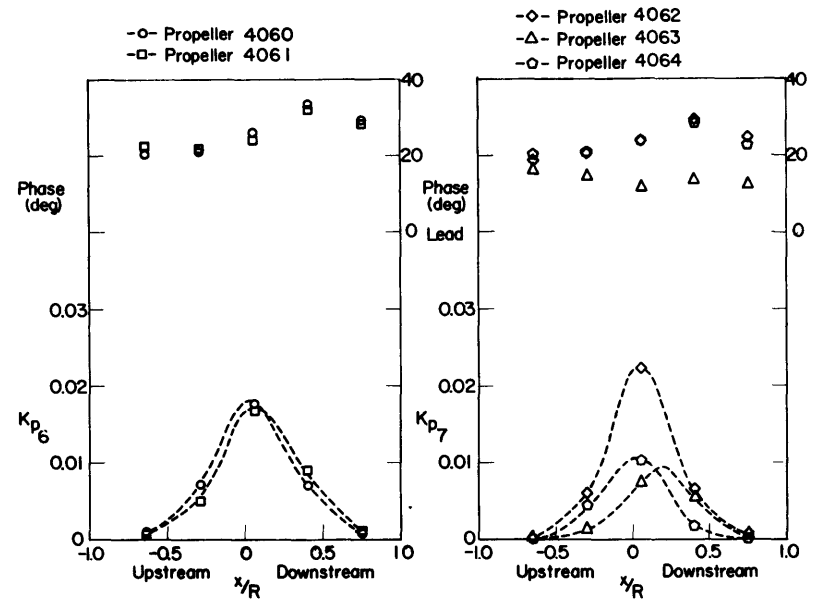 -o- Propeller 4060
-□- Propeller 4061
40
20
Phase
(deg)
0
0.03
0.02
Kp6
0.01
0
-1.0 -0.5 0 0.5 1.0
Upstream x/R Downstream
-◇- Propeller 4062
-△- Propeller 4063
-⬠- Propeller 4064
40
20
Phase
(deg)
Lead
0
0.03
0.02
Kp7
0.01
0
-1.0 -0.5 0 0.5 1.0
Upstream x/R Downstream